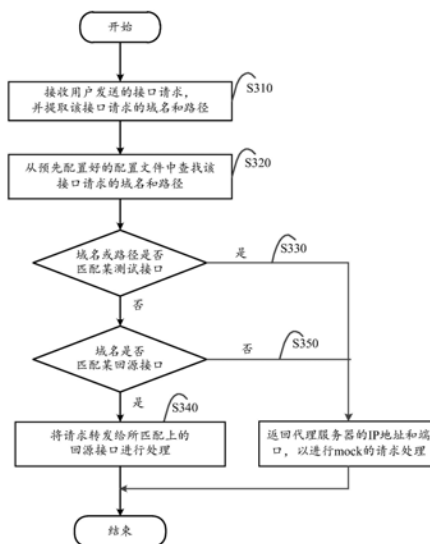 开始
接收用户发送的接口请求，
并提取该接口请求的域名和路径
S310
从预先配置好的配置文件中查找该
接口请求的域名和路径
S320
域名或路径是否
匹配某测试接口
是
S330
否
域名是否
匹配某回源接口
否
S350
是
S340
将请求转发给所匹配上的
回源接口进行处理
返回代理服务器的IP地址和端
口，以进行mock的请求处理
结束